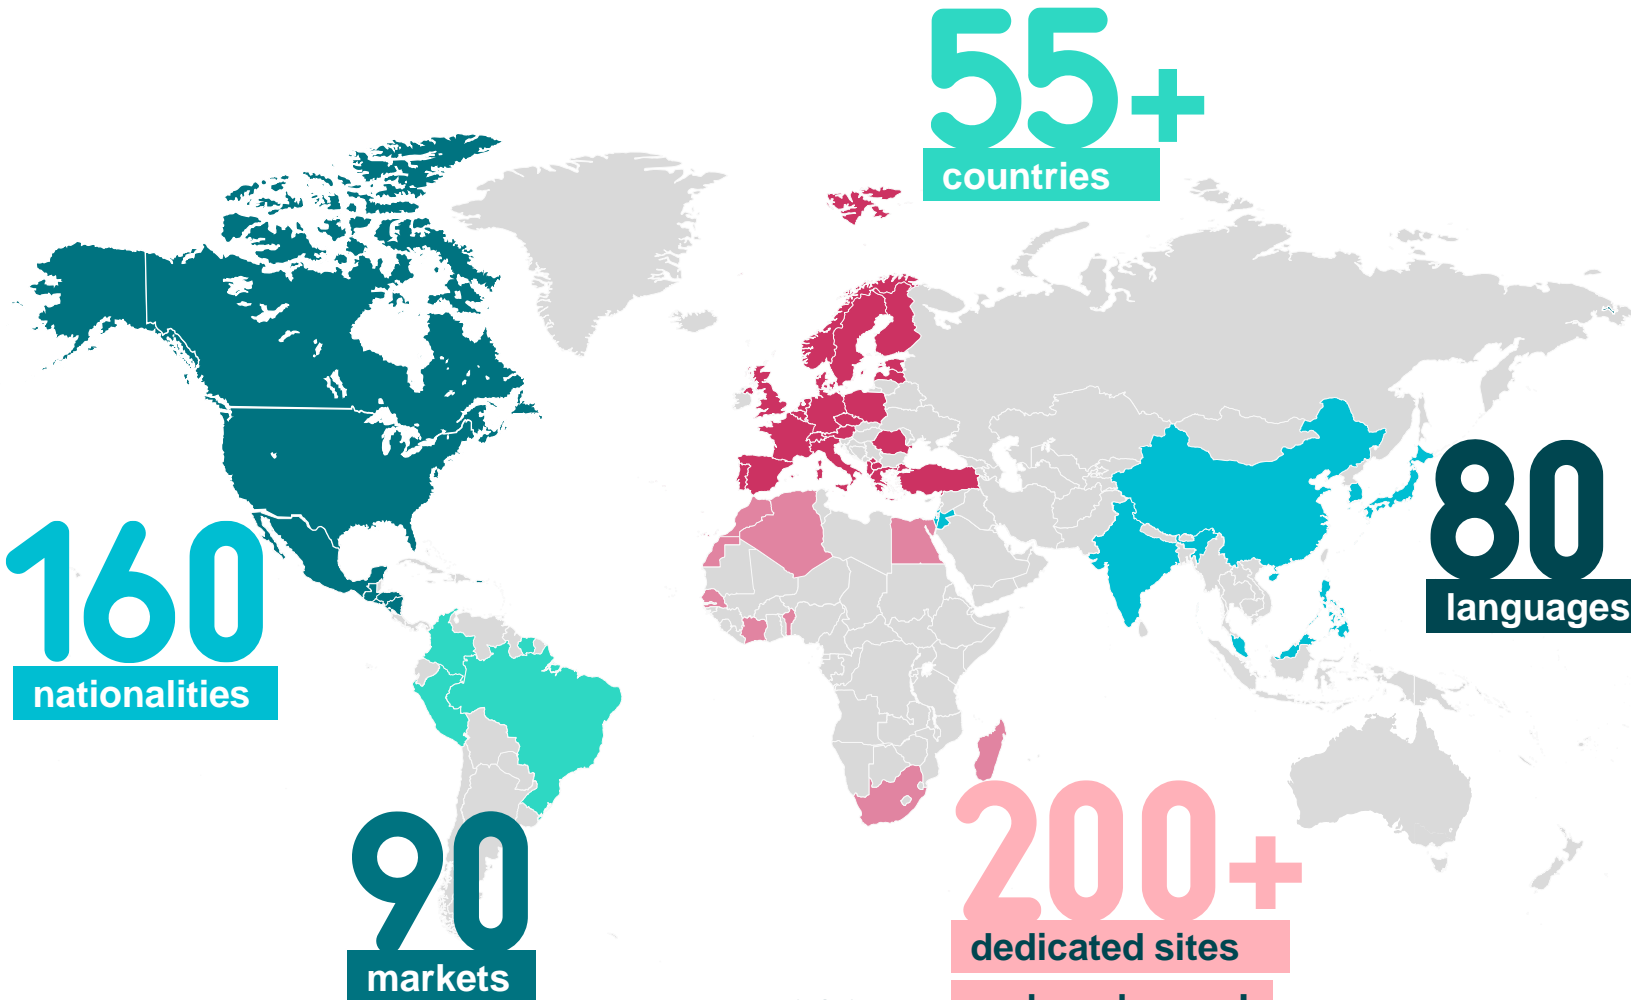 55+
countries
80
languages
160
nationalities
200+
dedicated sites
90
markets